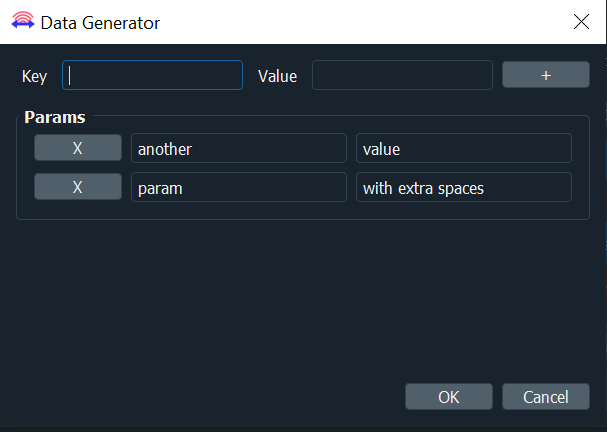 Data Generator
Key Value +
Params
X another value
X param with extra spaces
OK Cancel